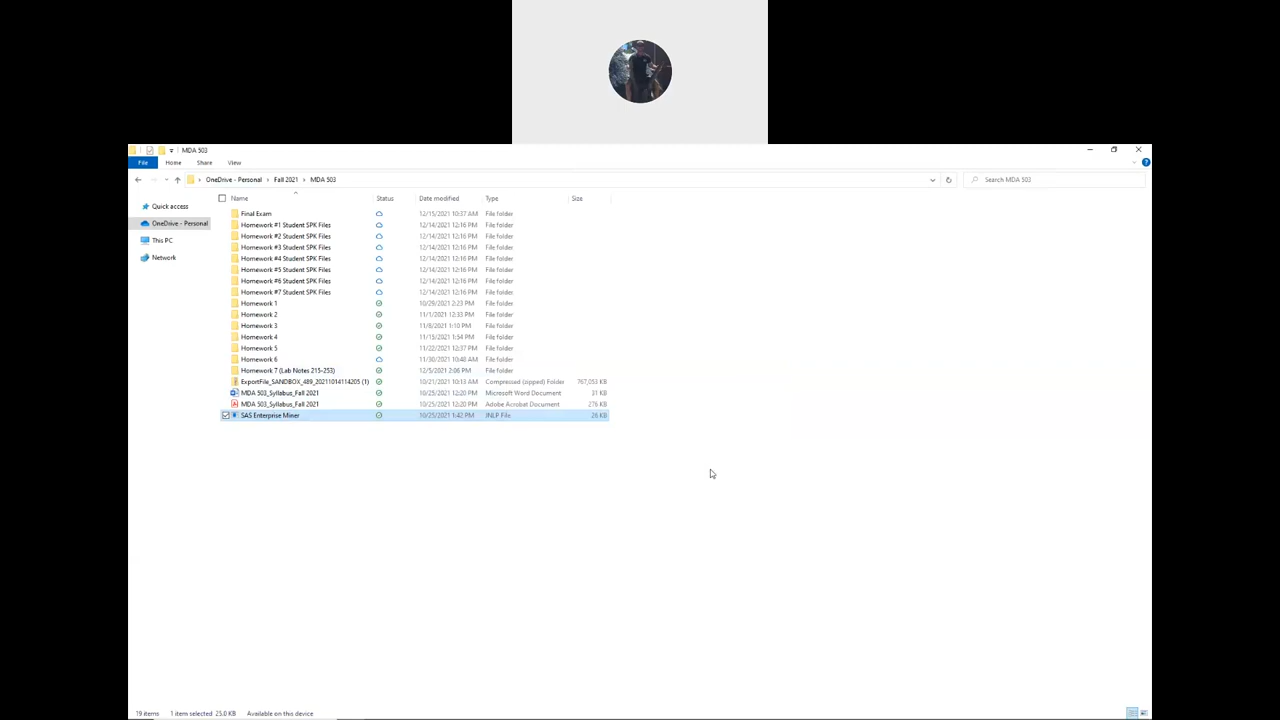 MDA 503
File Home Share View
OneDrive - Personal > Fall 2021 > MDA 503
Search MDA 503
Name Status Date modified Type Size
Quick access
OneDrive - Personal
This PC
Network
Final Exam 12/15/2021 10:37 AM File folder
Homework #1 Student SPK Files 12/14/2021 12:16 PM File folder
Homework #2 Student SPK Files 12/14/2021 12:16 PM File folder
Homework #3 Student SPK Files 12/14/2021 12:16 PM File folder
Homework #4 Student SPK Files 12/14/2021 12:16 PM File folder
Homework #5 Student SPK Files 12/14/2021 12:16 PM File folder
Homework #6 Student SPK Files 12/14/2021 12:16 PM File folder
Homework #7 Student SPK Files 12/14/2021 12:16 PM File folder
Homework 1 10/29/2021 2:23 PM File folder
Homework 2 11/1/2021 12:33 PM File folder
Homework 3 11/8/2021 1:10 PM File folder
Homework 4 11/15/2021 1:54 PM File folder
Homework 5 11/22/2021 12:37 PM File folder
Homework 6 11/30/2021 10:48 AM File folder
Homework 7 (Lab Notes 215-253) 12/5/2021 2:06 PM File folder
ExportFile_SANDBOX_489_20211014114205 (1) 10/21/2021 10:13 AM Compressed (zipped) Folder 767,053 KB
MDA 503_Syllabus_Fall 2021 10/25/2021 12:20 PM Microsoft Word Document 31 KB
MDA 503_Syllabus_Fall 2021 10/25/2021 12:20 PM Adobe Acrobat Document 276 KB
SAS Enterprise Miner 10/25/2021 1:42 PM JNLP File 26 KB
19 items 1 item selected 25.0 KB Available on this device